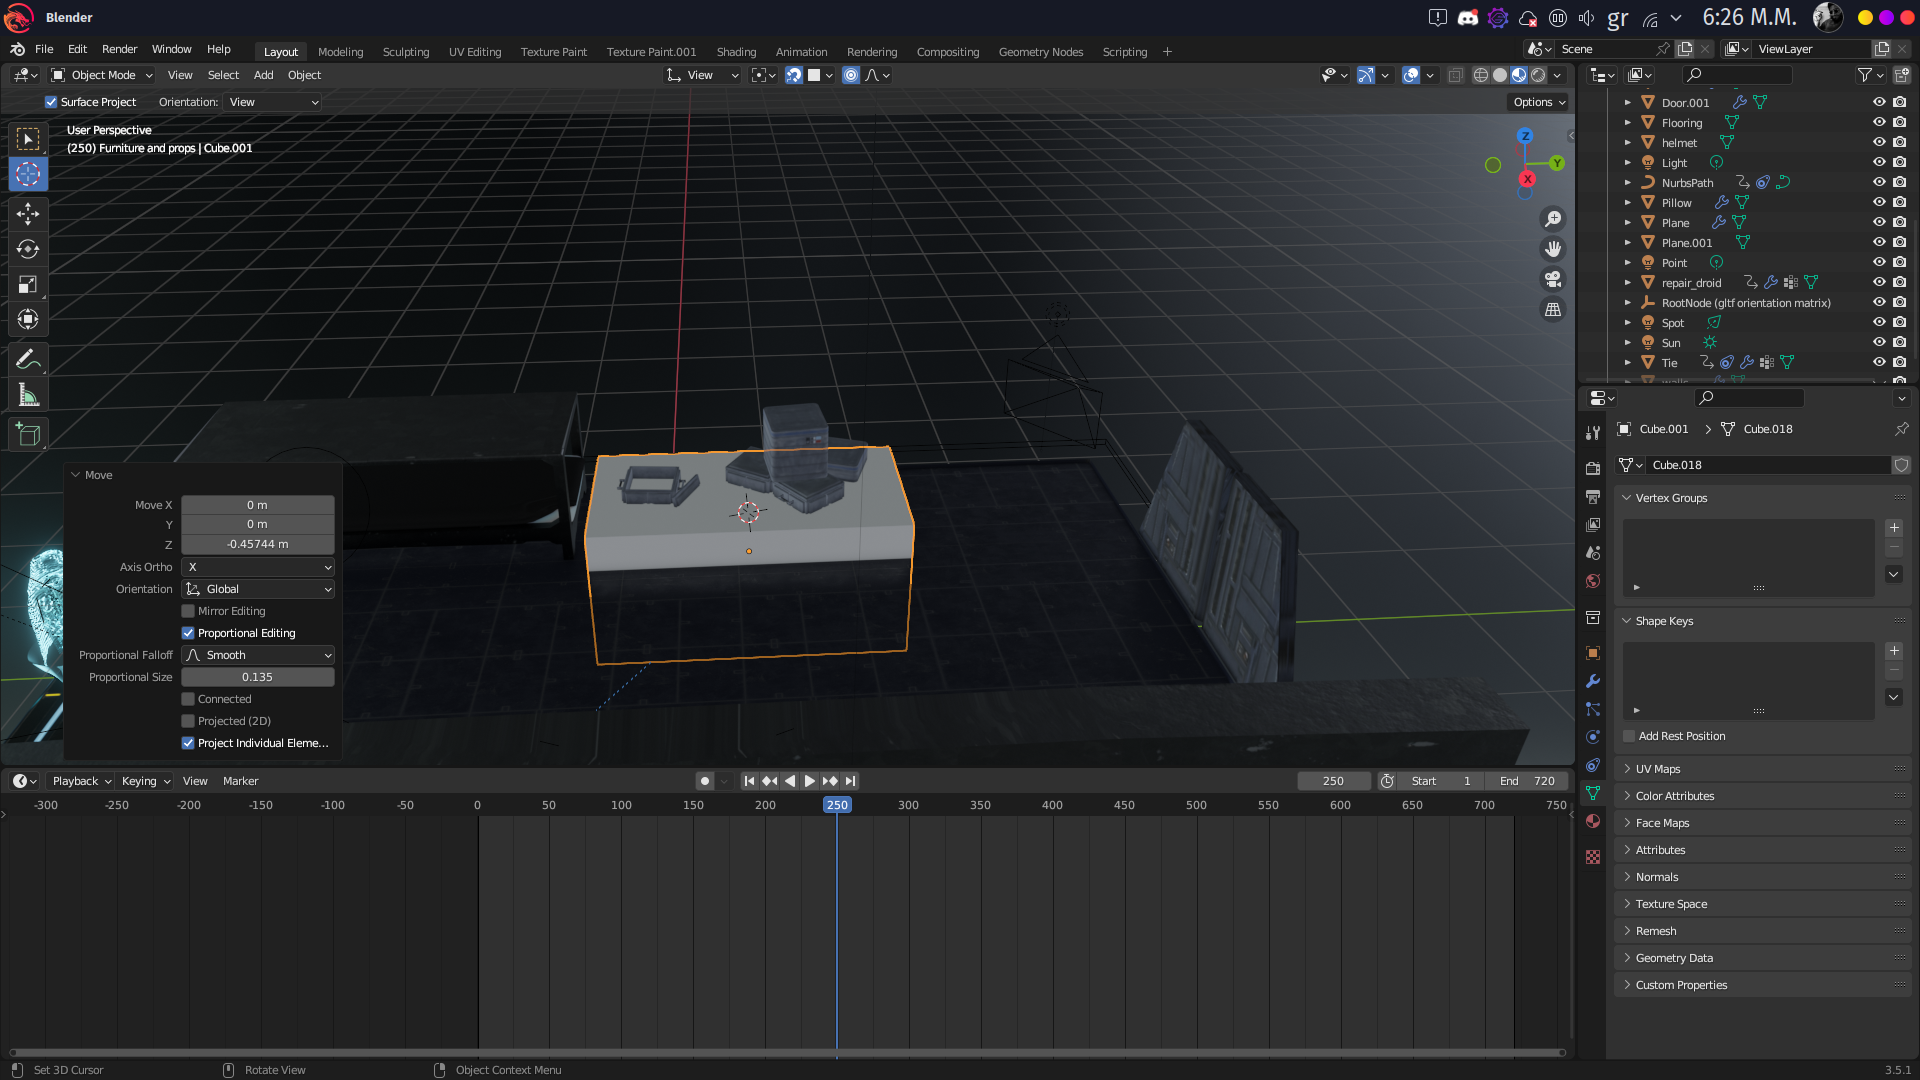 Blender
gr
6:26 M.M.
File Edit Render Window Help
Layout Modeling Sculpting UV Editing Texture Paint Texture Paint.001 Shading Animation Rendering Compositing Geometry Nodes Scripting +
Scene
ViewLayer
Object Mode View Select Add Object
View
Surface Project Orientation: View
Options
User Perspective
(250) Furniture and props | Cube.001
Z
Y
X
Door.001
Flooring
helmet
Light
NurbsPath
Pillow
Plane
Plane.001
Point
repair_droid
RootNode (gltf orientation matrix)
Spot
Sun
Tie
walls
Cube.001 > Cube.018
Cube.018
Vertex Groups
Shape Keys
Add Rest Position
UV Maps
Color Attributes
Face Maps
Attributes
Normals
Texture Space
Remesh
Geometry Data
Custom Properties
Move
Move X 0 m
Y 0 m
Z -0.45744 m
Axis Ortho X
Orientation Global
Mirror Editing
Proportional Editing
Proportional Falloff Smooth
Proportional Size 0.135
Connected
Projected (2D)
Project Individual Eleme...
Playback Keying View Marker
250 Start 1 End 720
-300 -250 -200 -150 -100 -50 0 50 100 150 200 250 300 350 400 450 500 550 600 650 700 750
Set 3D Cursor Rotate View Object Context Menu
3.5.1